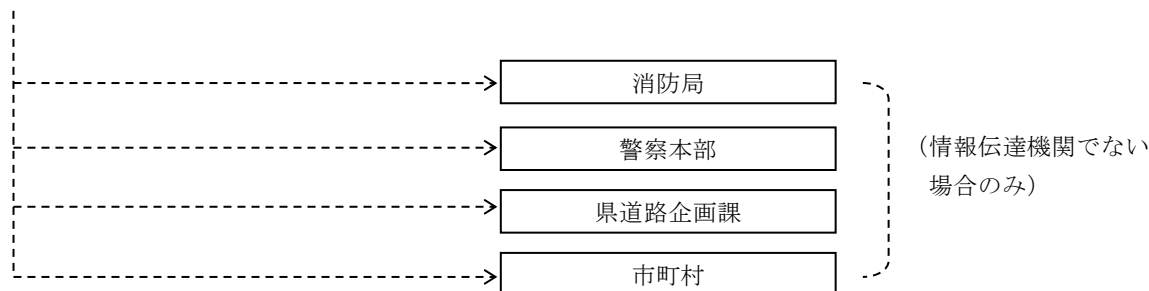 消防局
警察本部
（情報伝達機関でない
場合のみ）
県道路企画課
市町村